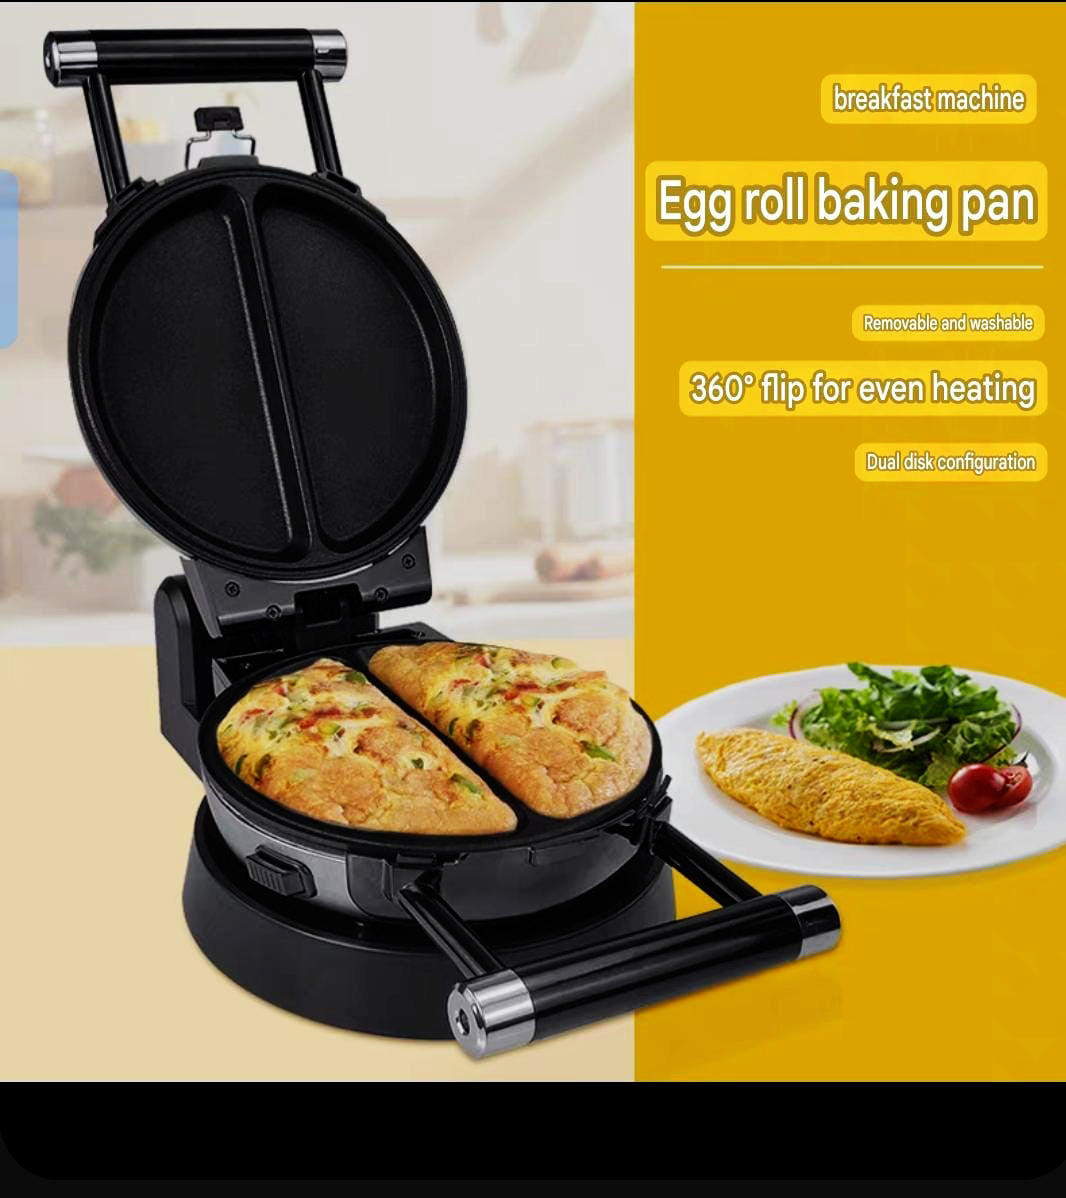 breakfast machine
Egg roll baking pan
Removable and washable
360° flip for even heating
Dual disk configuration